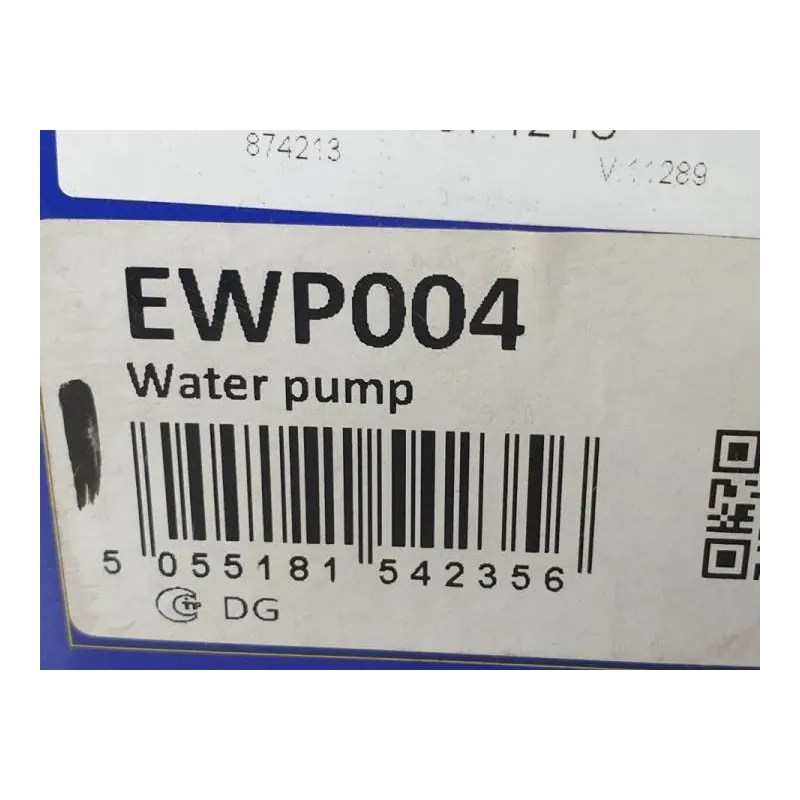 874213
V:11289
EWP004
Water pump
5 055181 542356
DG